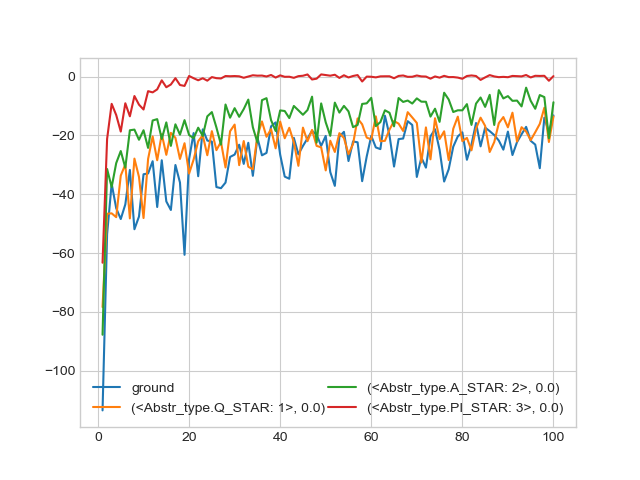 0
−20
−40
−60
−80
−100
0 20 40 60 80 100
ground (<Abstr_type.A_STAR: 2>, 0.0)
(<Abstr_type.Q_STAR: 1>, 0.0) (<Abstr_type.PI_STAR: 3>, 0.0)